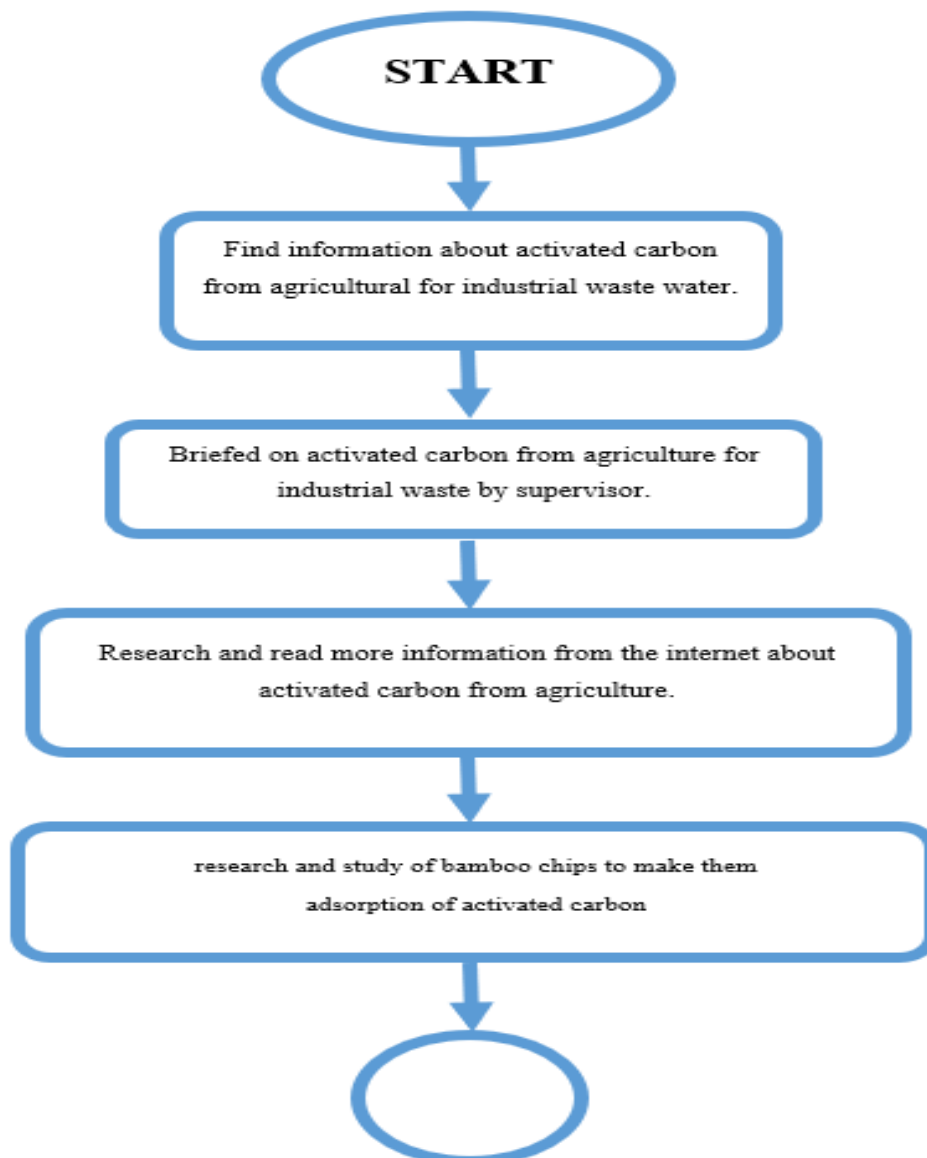 START
Find information about activated carbon
from agricultural for industrial waste water.
Briefed on activated carbon from agriculture for
industrial waste by supervisor.
Research and read more information from the internet about
activated carbon from agriculture.
research and study of bamboo chips to make them
adsorption of activated carbon